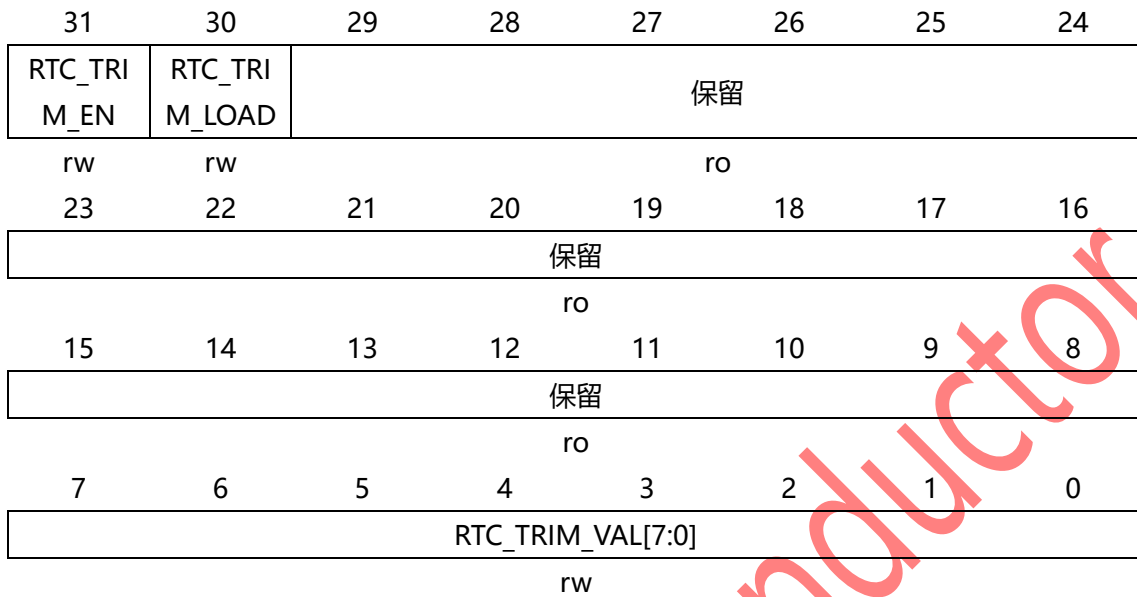 31 30 29 28 27 26 25 24
RTC_TRI RTC_TRI 保留
M_EN M_LOAD
rw rw ro
23 22 21 20 19 18 17 16
保留
ro
15 14 13 12 11 10 9 8
保留
ro
7 6 5 4 3 2 1 0
RTC_TRIM_VAL[7:0]
rw
nductor